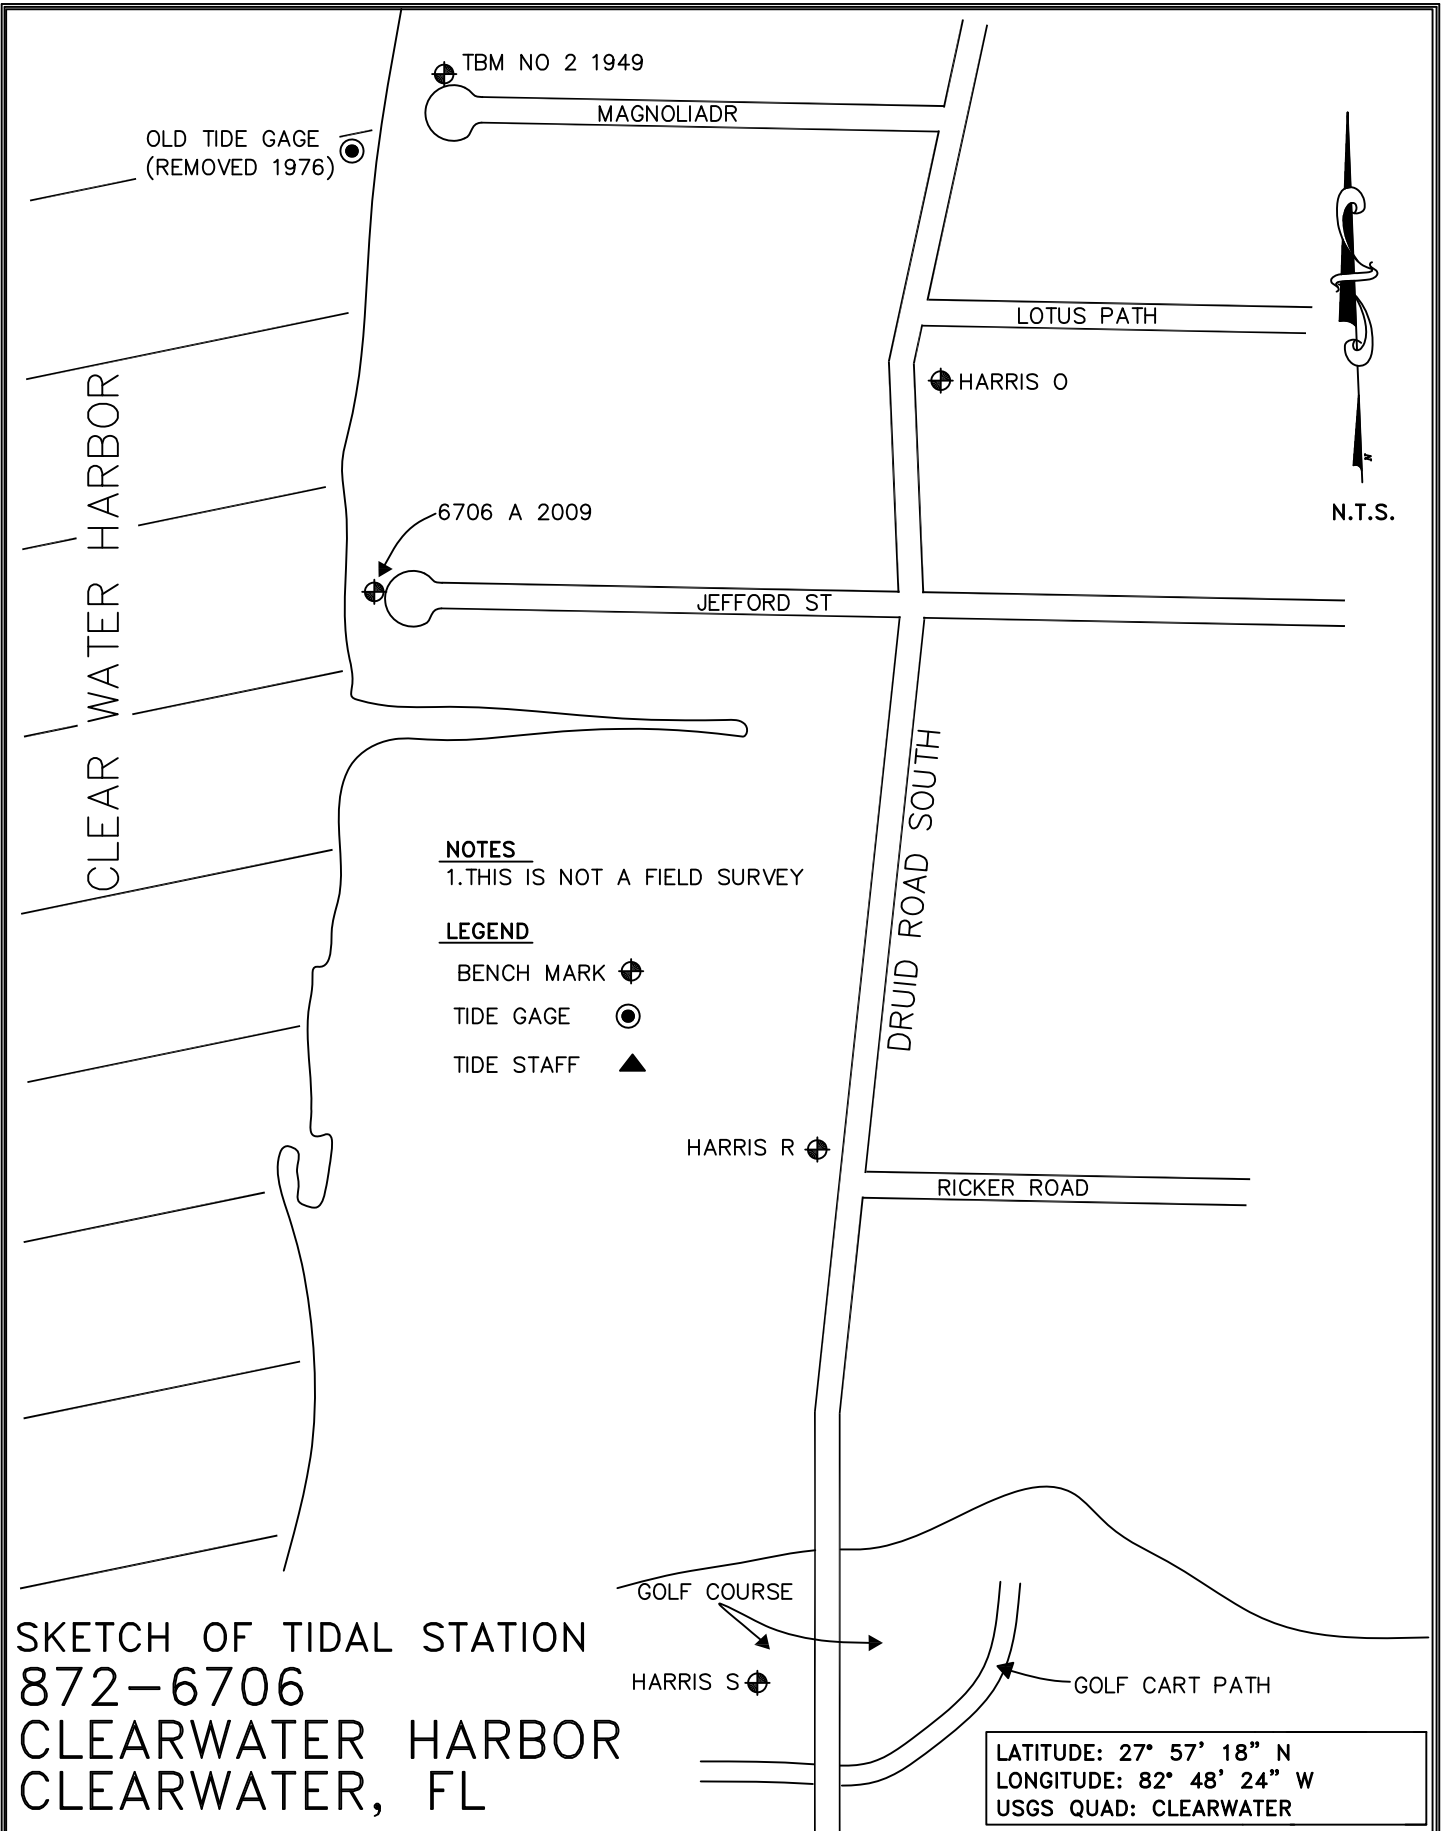 TBM NO 2 1949
MAGNOLIADR
OLD TIDE GAGE
(REMOVED 1976)
LOTUS PATH
HARRIS O
N
N.T.S.
CLEAR WATER HARBOR
6706 A 2009
JEFFORD ST
DRUID ROAD SOUTH
NOTES
1.THIS IS NOT A FIELD SURVEY
LEGEND
BENCH MARK
TIDE GAGE
TIDE STAFF
HARRIS R
RICKER ROAD
GOLF COURSE
HARRIS S
GOLF CART PATH
SKETCH OF TIDAL STATION
872-6706
CLEARWATER HARBOR
CLEARWATER, FL
LATITUDE: 27° 57' 18" N
LONGITUDE: 82° 48' 24" W
USGS QUAD: CLEARWATER